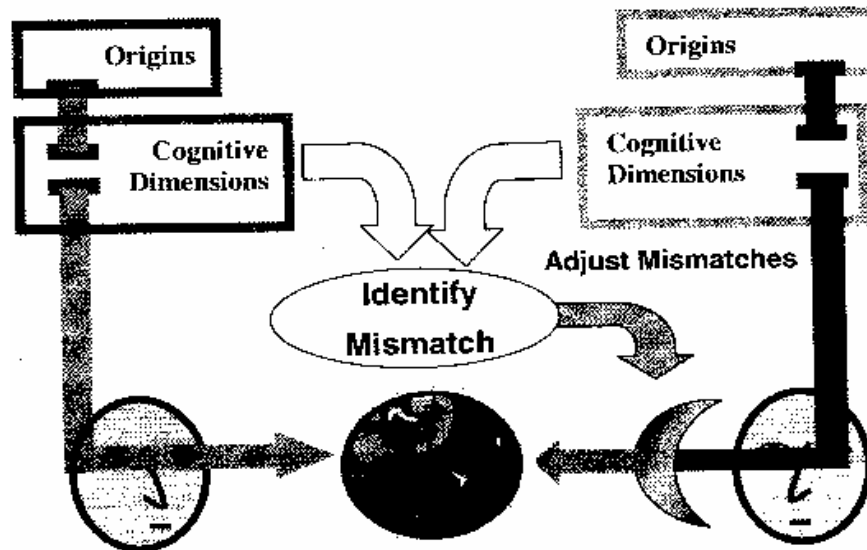 Origins
Cognitive
Dimensions
Origins
Cognitive
Dimensions
Adjust Mismatches
Identify
Mismatch